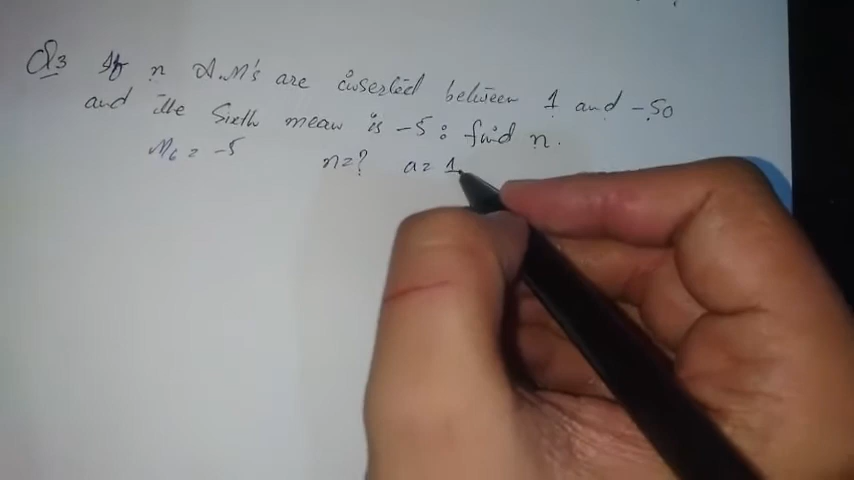 Q3 If n A.M's are inserted between 1 and -50
and the Sixth mean is -5: find n.
M6 = -5 n=? a= 1